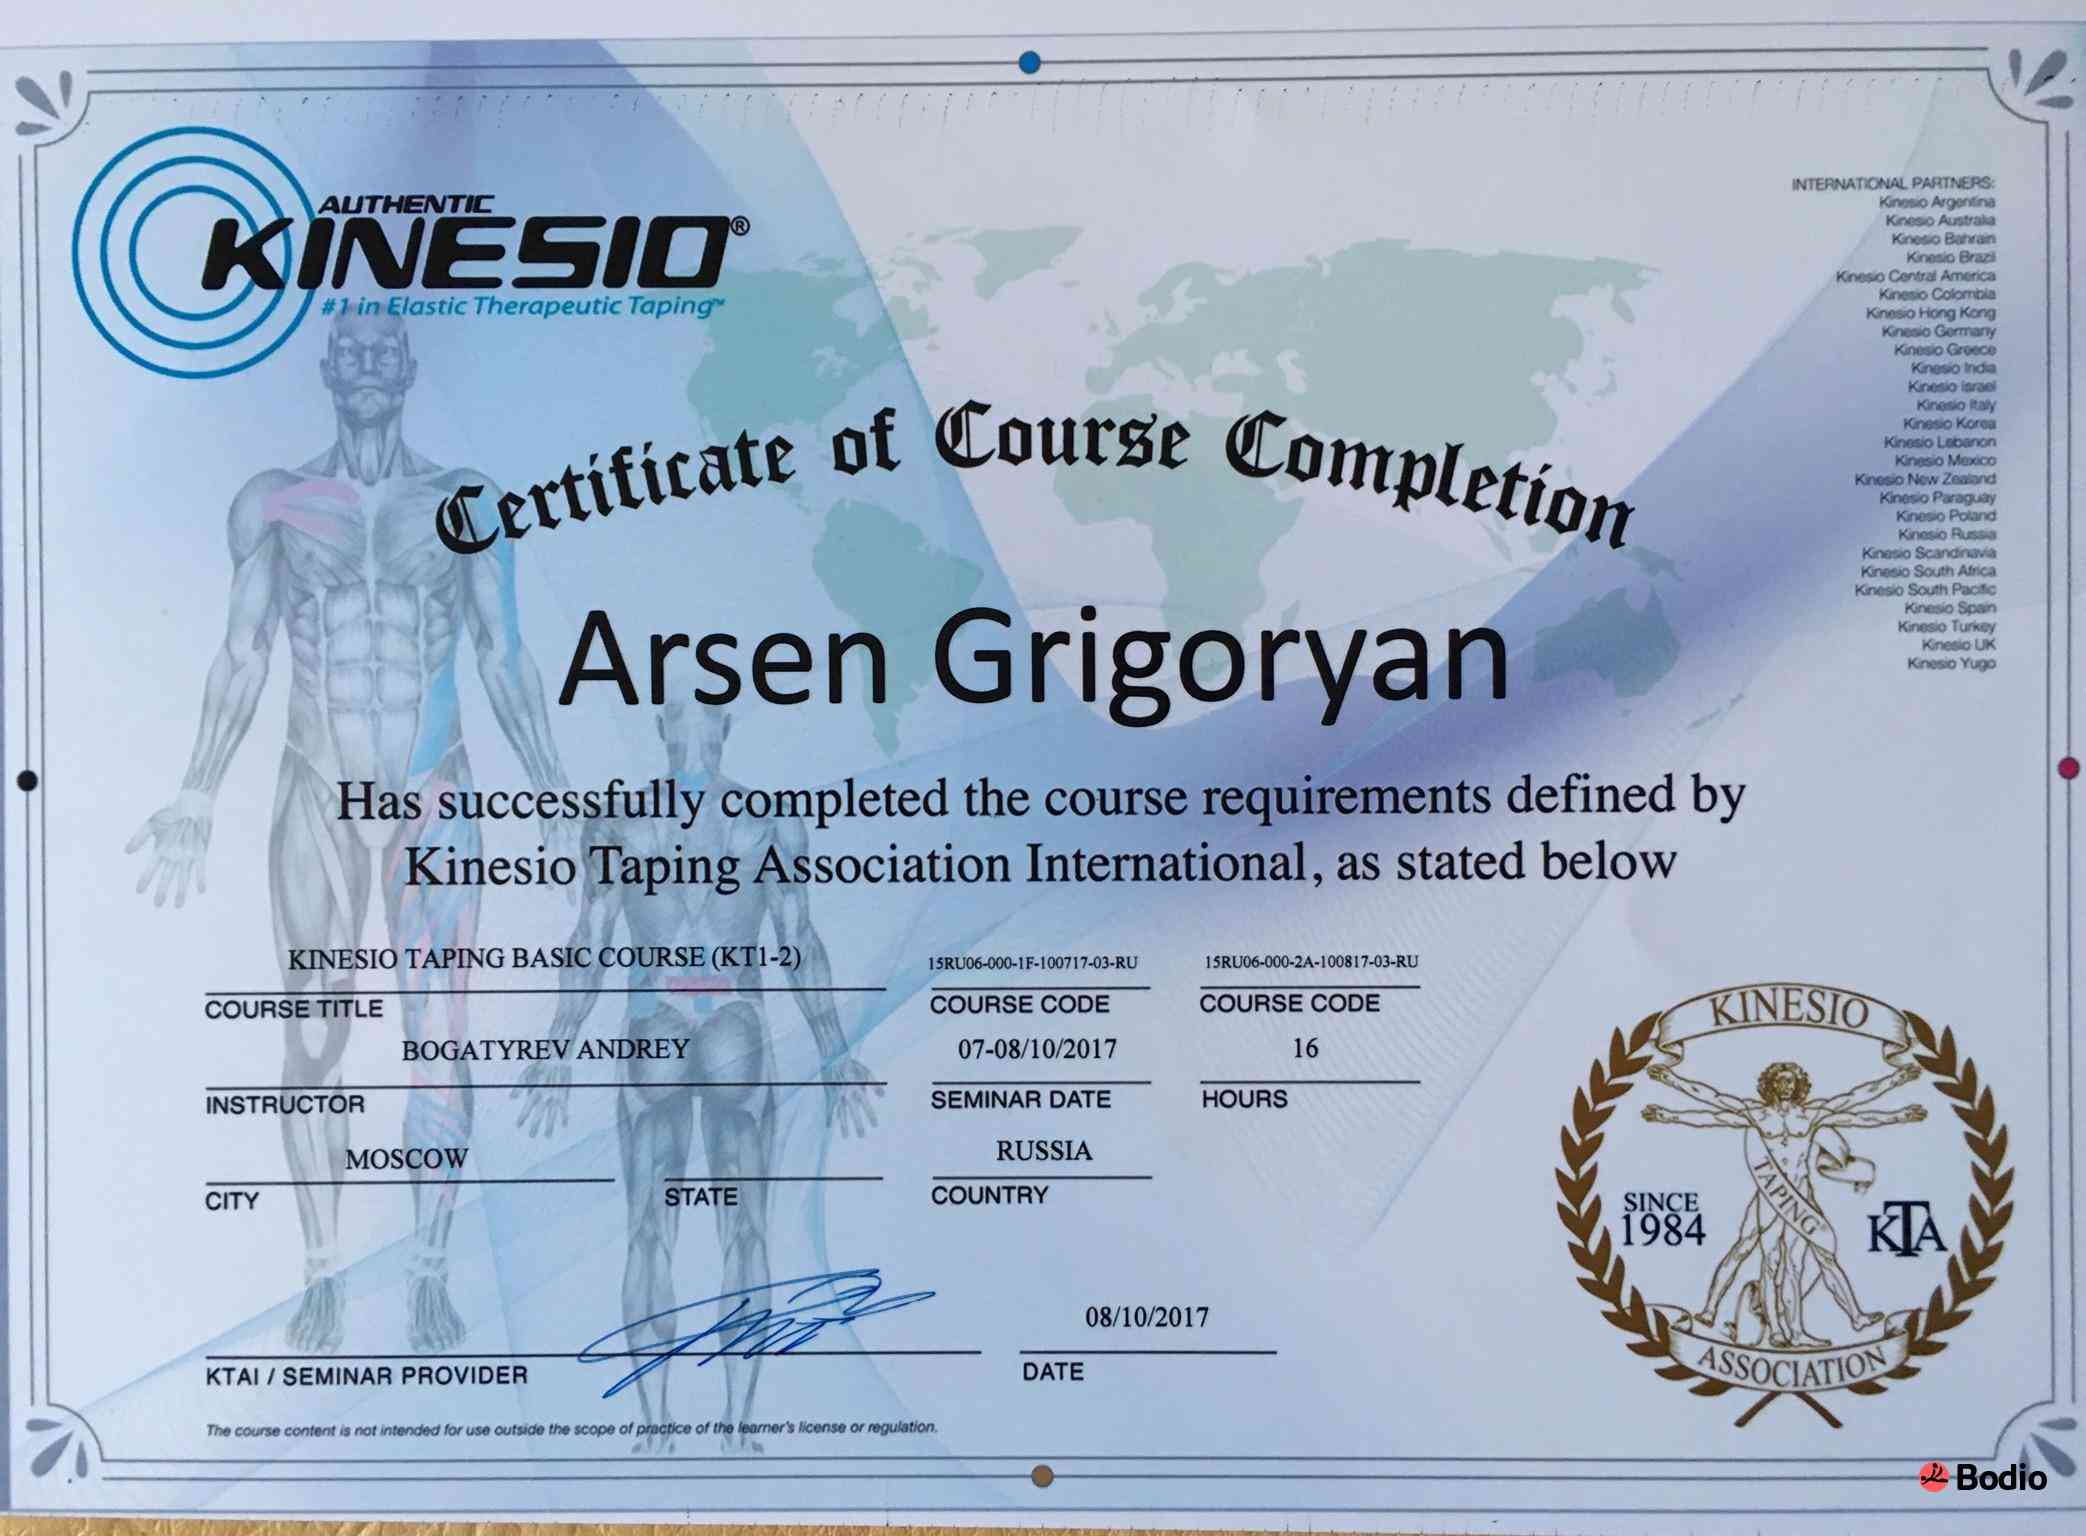 AUTHENTIC
KINESIO®
#1 in Elastic Therapeutic Taping™
INTERNATIONAL PARTNERS:
Kinesio Argentina
Kinesio Australia
Kinesio Bahrain
Kinesio Brazil
Kinesio Central America
Kinesio Colombia
Kinesio Hong Kong
Kinesio Germany
Kinesio Greece
Kinesio India
Kinesio Israel
Kinesio Italy
Kinesio Korea
Kinesio Lebanon
Kinesio Mexico
Kinesio New Zealand
Kinesio Paraguay
Kinesio Poland
Kinesio Russia
Kinesio Scandinavia
Kinesio South Africa
Kinesio South Pacific
Kinesio Spain
Kinesio Turkey
Kinesio UK
Kinesio Yugo
Certificate of Course Completion
Arsen Grigoryan
Has successfully completed the course requirements defined by
Kinesio Taping Association International, as stated below
KINESIO TAPING BASIC COURSE (KT1-2) 15RU06-000-1F-100717-03-RU 15RU06-000-2A-100817-03-RU
COURSE TITLE COURSE CODE COURSE CODE
BOGATYREV ANDREY 07-08/10/2017 16
INSTRUCTOR SEMINAR DATE HOURS
MOSCOW RUSSIA
CITY STATE COUNTRY
08/10/2017
KTAI / SEMINAR PROVIDER DATE
The course content is not intended for use outside the scope of practice of the learner's license or regulation.
KINESIO
TAPING®
SINCE
1984
KTA
ASSOCIATION
Bodio